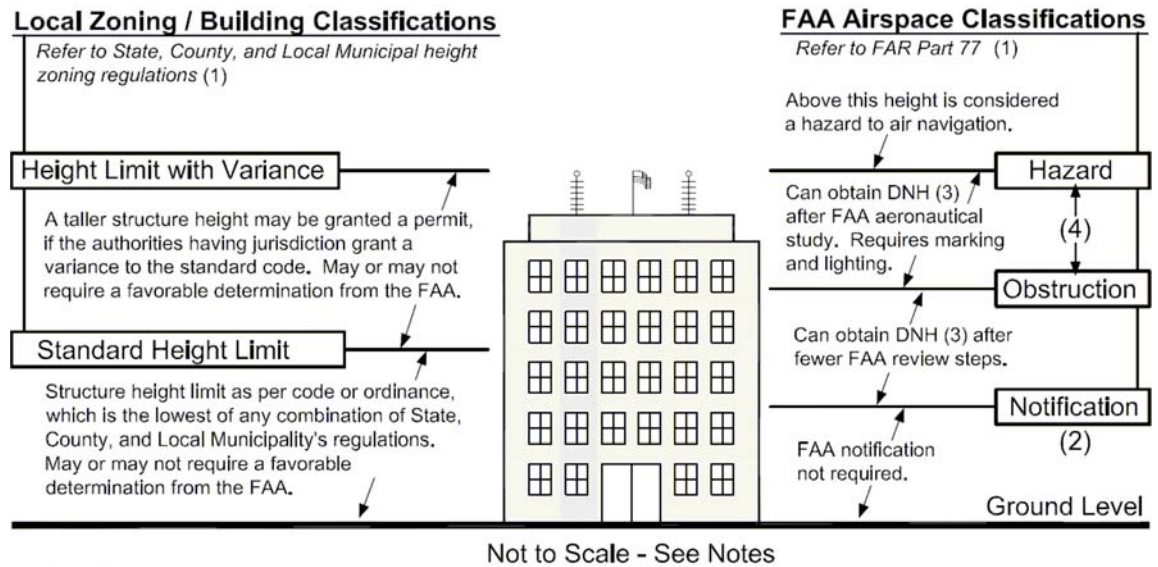 Local Zoning / Building Classifications
Refer to State, County, and Local Municipal height
zoning regulations (1)
Height Limit with Variance
A taller structure height may be granted a permit,
if the authorities having jurisdiction grant a
variance to the standard code. May or may not
require a favorable determination from the FAA.
Standard Height Limit
Structure height limit as per code or ordinance,
which is the lowest of any combination of State,
County, and Local Municipality's regulations.
May or may not require a favorable
determination from the FAA.
FAA Airspace Classifications
Refer to FAR Part 77 (1)
Above this height is considered
a hazard to air navigation.
Hazard
Can obtain DNH (3)
after FAA aeronautical
study. Requires marking
and lighting.
(4)
Obstruction
Can obtain DNH (3) after
fewer FAA review steps.
Notification
(2)
FAA notification
not required.
Ground Level
Not to Scale - See Notes